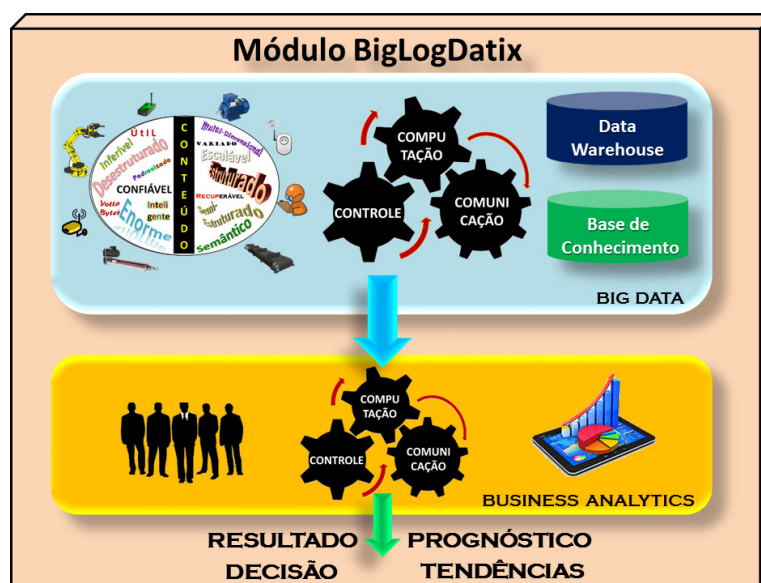 Módulo BigLogDatix
Útil
Inferível
Desestruturado
Padronizado
CONFIÁVEL
Yotta
Bytes
Inteli
gente
Enorme
CONTEÚDO
Multi-Dimensional
VARIADO
Escalável
Estruturado
RECUPERÁVEL
Semi-
Estruturado
Semântico
COMPU
TAÇÃO
CONTROLE
COMUNI
CAÇÃO
Data
Warehouse
Base de
Conhecimento
BIG DATA
COMPU
TAÇÃO
CONTROLE
COMUNI
CAÇÃO
BUSINESS ANALYTICS
RESULTADO PROGNÓSTICO
DECISÃO TENDÊNCIAS